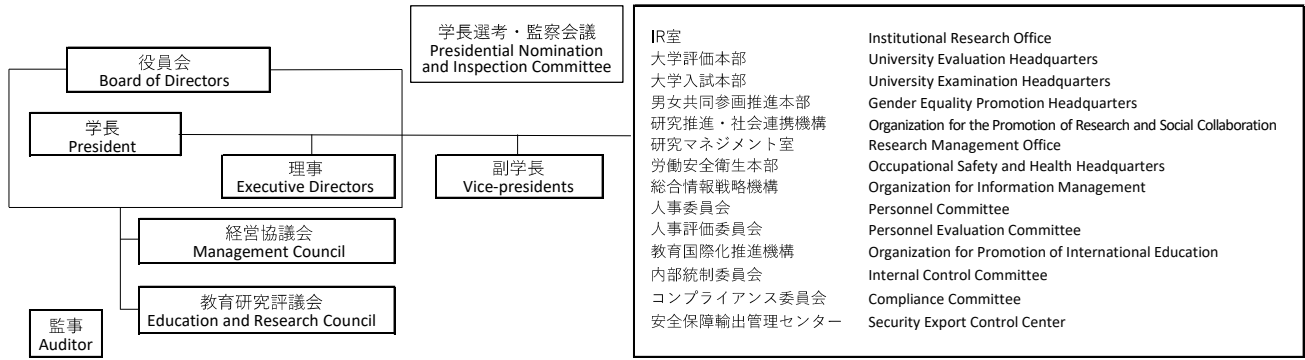 学長選考・監察会議
Presidential Nomination
and Inspection Committee
役員会
Board of Directors
学長
President
理事
Executive Directors
副学長
Vice-presidents
経営協議会
Management Council
教育研究評議会
Education and Research Council
監事
Auditor
IR室 Institutional Research Office
大学評価本部 University Evaluation Headquarters
大学入試本部 University Examination Headquarters
男女共同参画推進本部 Gender Equality Promotion Headquarters
研究推進・社会連携機構 Organization for the Promotion of Research and Social Collaboration
研究マネジメント室 Research Management Office
労働安全衛生本部 Occupational Safety and Health Headquarters
総合情報戦略機構 Organization for Information Management
人事委員会 Personnel Committee
人事評価委員会 Personnel Evaluation Committee
教育国際化推進機構 Organization for Promotion of International Education
内部統制委員会 Internal Control Committee
コンプライアンス委員会 Compliance Committee
安全保障輸出管理センター Security Export Control Center